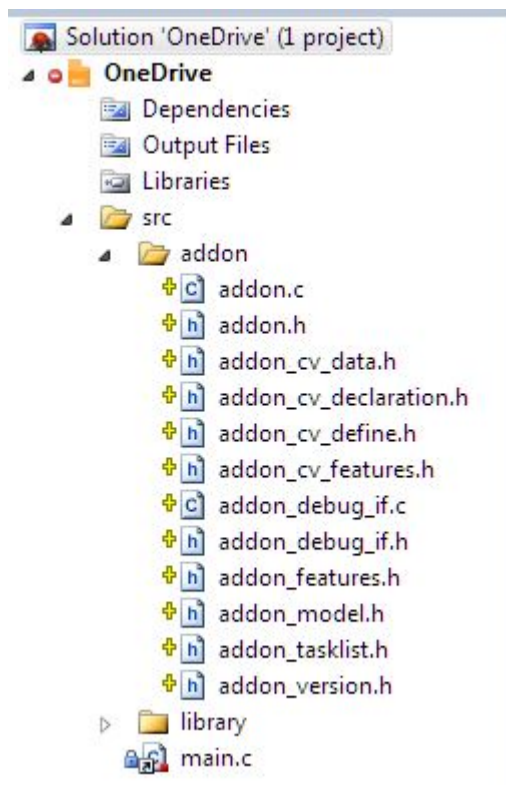 Solution 'OneDrive' (1 project)
OneDrive
Dependencies
Output Files
Libraries
src
addon
addon.c
addon.h
addon_cv_data.h
addon_cv_declaration.h
addon_cv_define.h
addon_cv_features.h
addon_debug_if.c
addon_debug_if.h
addon_features.h
addon_model.h
addon_tasklist.h
addon_version.h
library
main.c